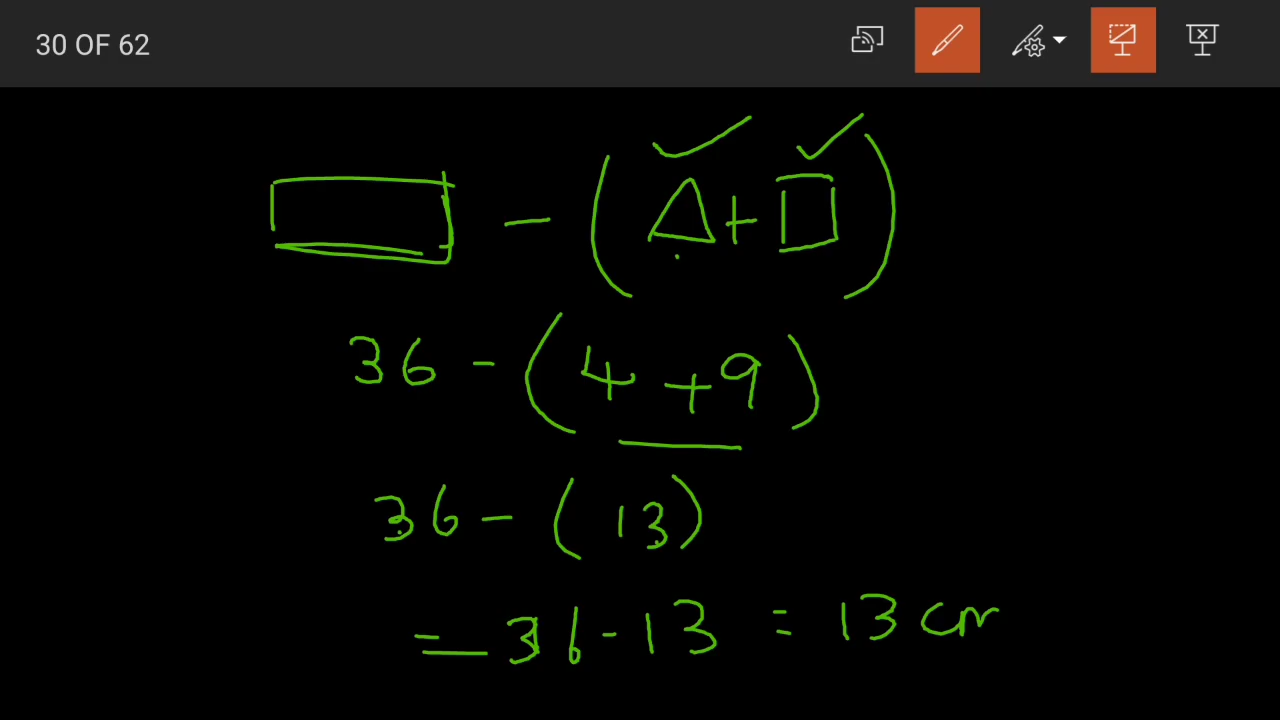 30 OF 62
▭ - ( △ + □ )
36 - ( 4 + 9 )
36 - ( 13 )
= 36 - 13 = 13 cm